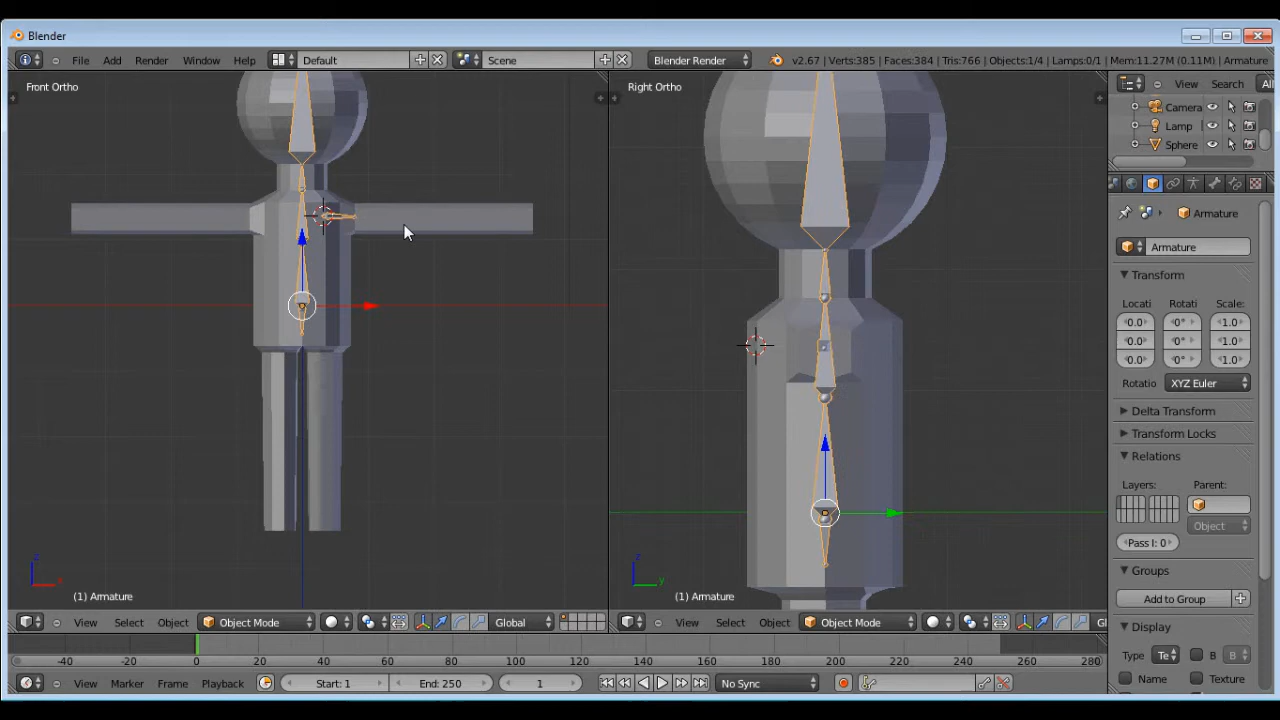 Blender
File Add Render Window Help Default Scene Blender Render v2.67 | Verts:385 | Faces:384 | Tris:766 | Objects:1/4 | Lamps:0/1 | Mem:11.27M (0.11M) | Armature
Front Ortho
Right Ortho
View Search All
Camera
Lamp
Sphere
Armature
Armature
Transform
Locati Rotati Scale:
0.0 0° 1.0
0.0 0° 1.0
0.0 0° 1.0
Rotatio XYZ Euler
Delta Transform
Transform Locks
Relations
Layers: Parent:
Object
Pass I: 0
Groups
Add to Group
Display
Type Te B B
Name Texture
z
x
z
y
(1) Armature
(1) Armature
View Select Object Object Mode Global
View Select Object Object Mode Gl
-40 -20 0 20 40 60 80 100 120 140 160 180 200 220 240 260 280
View Marker Frame Playback Start: 1 End: 250 1 No Sync